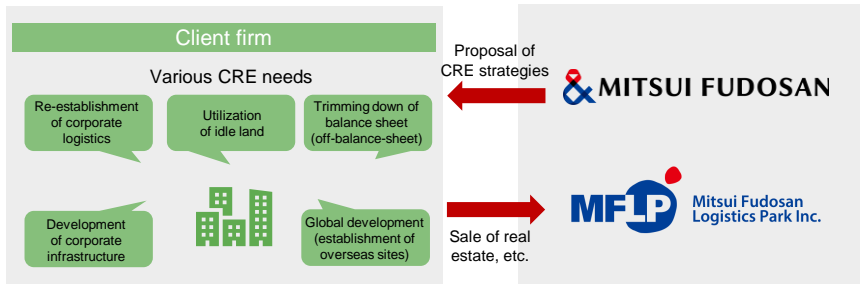 Client firm
Various CRE needs
Re-establishment
of corporate
logistics
Utilization
of idle land
Trimming down of
balance sheet
(off-balance-sheet)
Development
of corporate
infrastructure
Global development
(establishment of
overseas sites)
Proposal of
CRE strategies
Sale of real
estate, etc.
& MITSUI FUDOSAN
MFLP
Mitsui Fudosan
Logistics Park Inc.